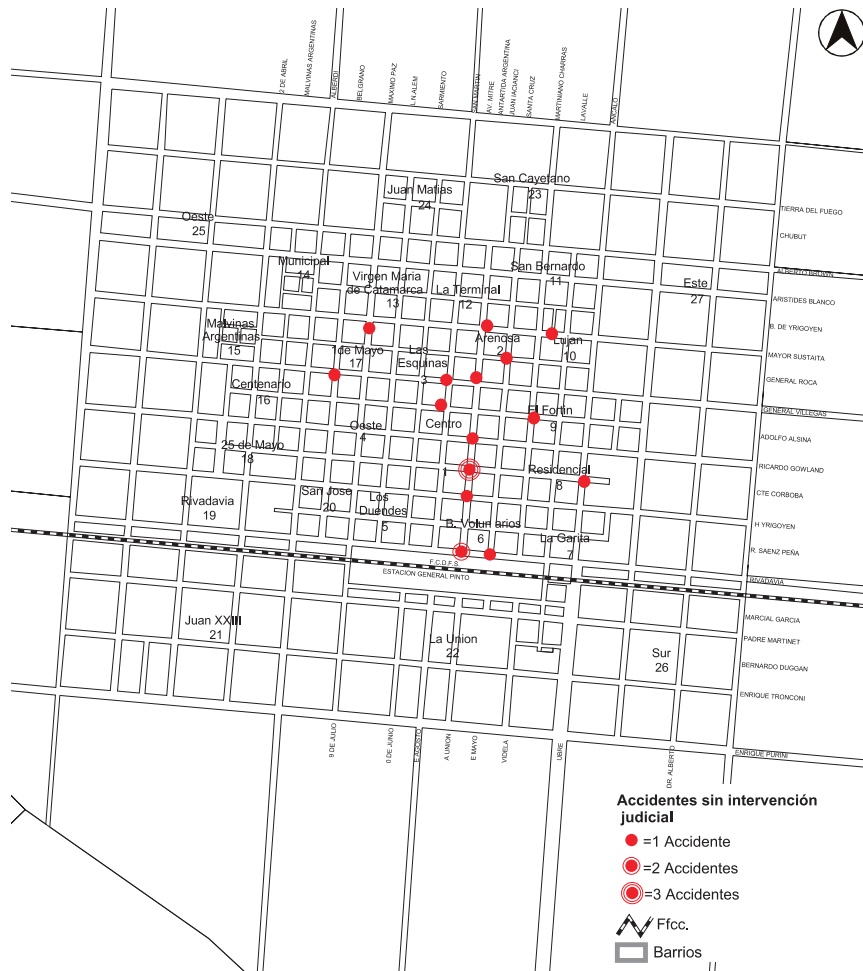 2 DE ABRIL
MALVINAS ARGENTINAS
ALBERDI
BELGRANO
MAXIMO PAZ
L.N ALEM
SARMIENTO
SAN MARTIN
AV. MITRE
ANTARTIDA ARGENTINA
JUAN IACIANCI
SANTA CRUZ
MARTINIANO CHARRAS
LAVALLE
ANGALO
San Cayetano
23
Juan Matias
24
TIERRA DEL FUEGO
Oeste
25
CHUBUT
Municipal
14
San Bernardo
11
ALBERTO BROWN
Virgen Maria
de Catamarca
13
La Terminal
12
Este
27
ARISTIDES BLANCO
Malvinas
Argentinas
15
B. DE YRIGOYEN
1de Mayo
17
Las
Esquinas
3
Arenosa
2
Lujan
10
MAYOR SUSTAITA
GENERAL ROCA
Centenario
16
El Fortin
9
GENERAL VILLEGAS
Oeste
4
Centro
1
ADOLFO ALSINA
25 de Mayo
18
Residencial
8
RICARDO GOWLAND
CTE CORDOBA
Rivadavia
19
San Jose
20
Los
Duendes
5
B. Voluntarios
6
La Garita
7
H YRIGOYEN
R. SAENZ PEÑA
F.C.D.F.S.
ESTACION GENERAL PINTO
RIVADAVIA
Juan XXIII
21
MARCIAL GARCIA
La Union
22
Sur
26
PADRE MARTINET
BERNARDO DUGGAN
ENRIQUE TRONCONI
9 DE JULIO
0 DE JUNIO
E AGOSTO
A UNION
E MAYO
VIDELA
UBRE
DR. ALBERTO
ENRIQUE PURINI
Accidentes sin intervención
judicial
=1 Accidente
=2 Accidentes
=3 Accidentes
Ffcc.
Barrios